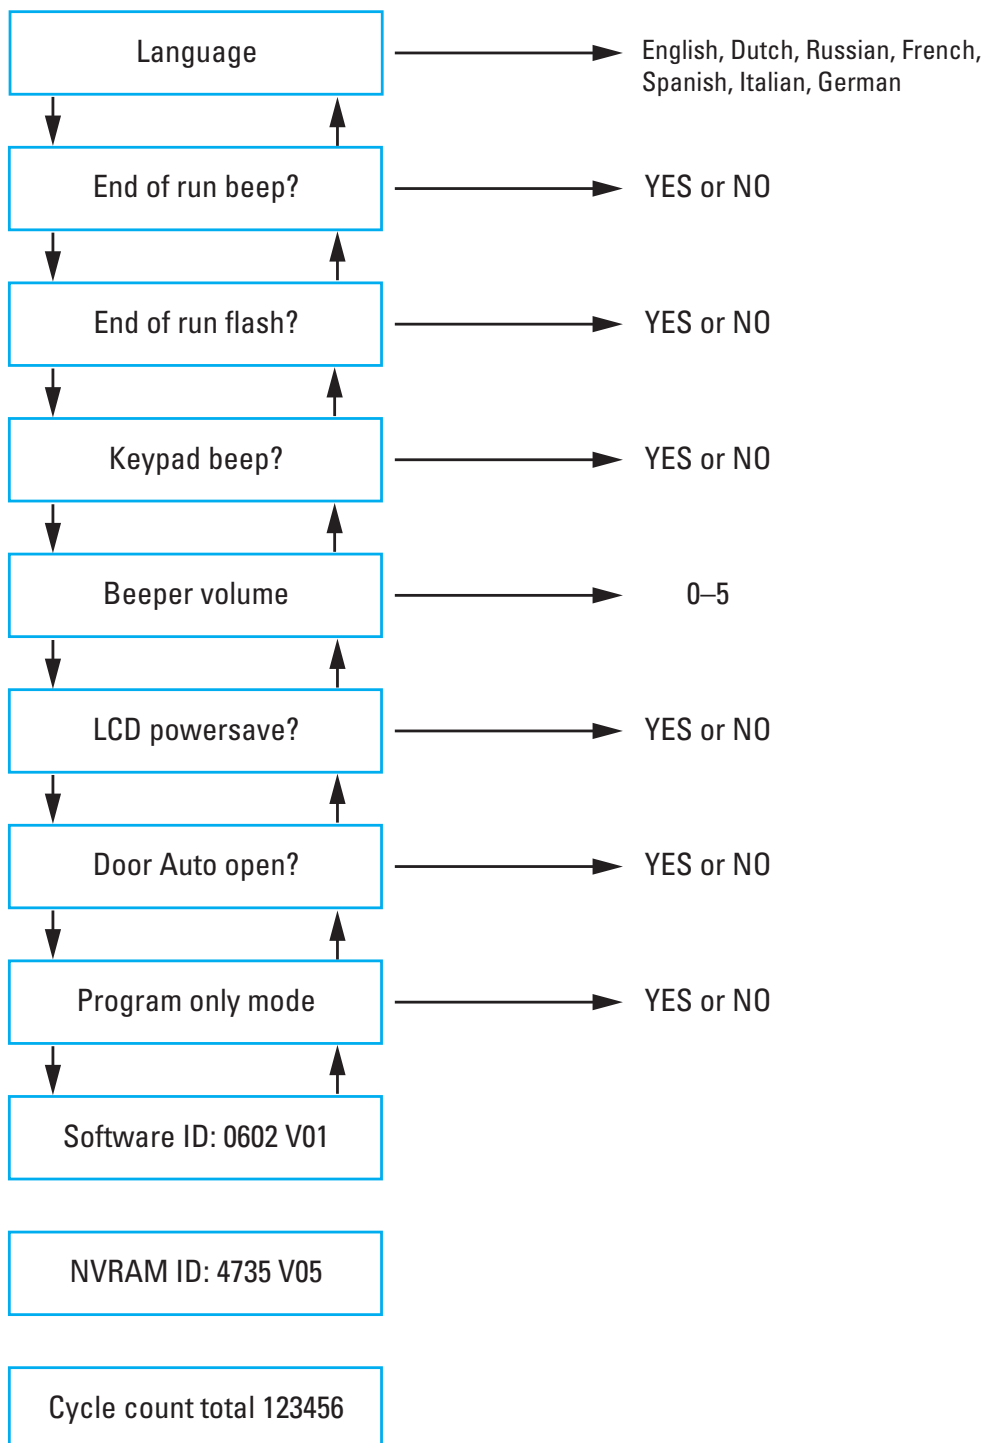 Language
English, Dutch, Russian, French,
Spanish, Italian, German
End of run beep?
YES or NO
End of run flash?
YES or NO
Keypad beep?
YES or NO
Beeper volume
0–5
LCD powersave?
YES or NO
Door Auto open?
YES or NO
Program only mode
YES or NO
Software ID: 0602 V01
NVRAM ID: 4735 V05
Cycle count total 123456